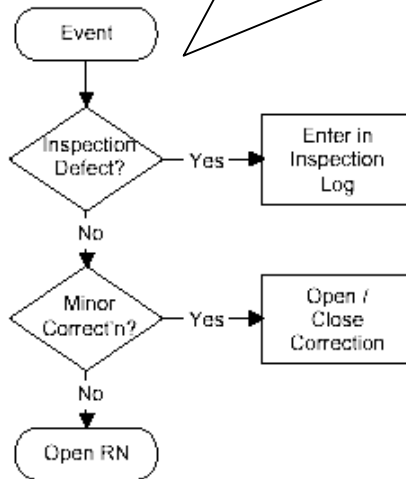 Event
Inspection
Defect?
Yes
Enter in
Inspection
Log
No
Minor
Correct'n?
Yes
Open /
Close
Correction
No
Open RN